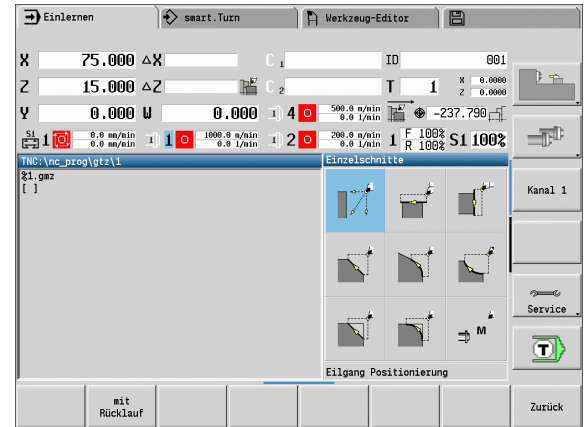 Einlernen smart.Turn Werkzeug-Editor
X 75.000 ΔX C 1 ID 001
Z 15.000 ΔZ C 2 T 1 X 0.0000 Z 0.0000
Y 0.000 U 0.000 4 500.0 m/min 0.0 1/min -237.790
S1 1 0.0 mm/min 0.0 mm/min 1 1000.0 m/min 0.0 1/min 2 200.0 m/min 0.0 1/min 1 F 100% R 100% S1 100%
TNC:\nc_prog\gtz\1 Einzelschnitte
%1.gmz
[ ]
Kanal 1
M
Service
T
Eilgang Positionierung
mit Rücklauf
Zurück